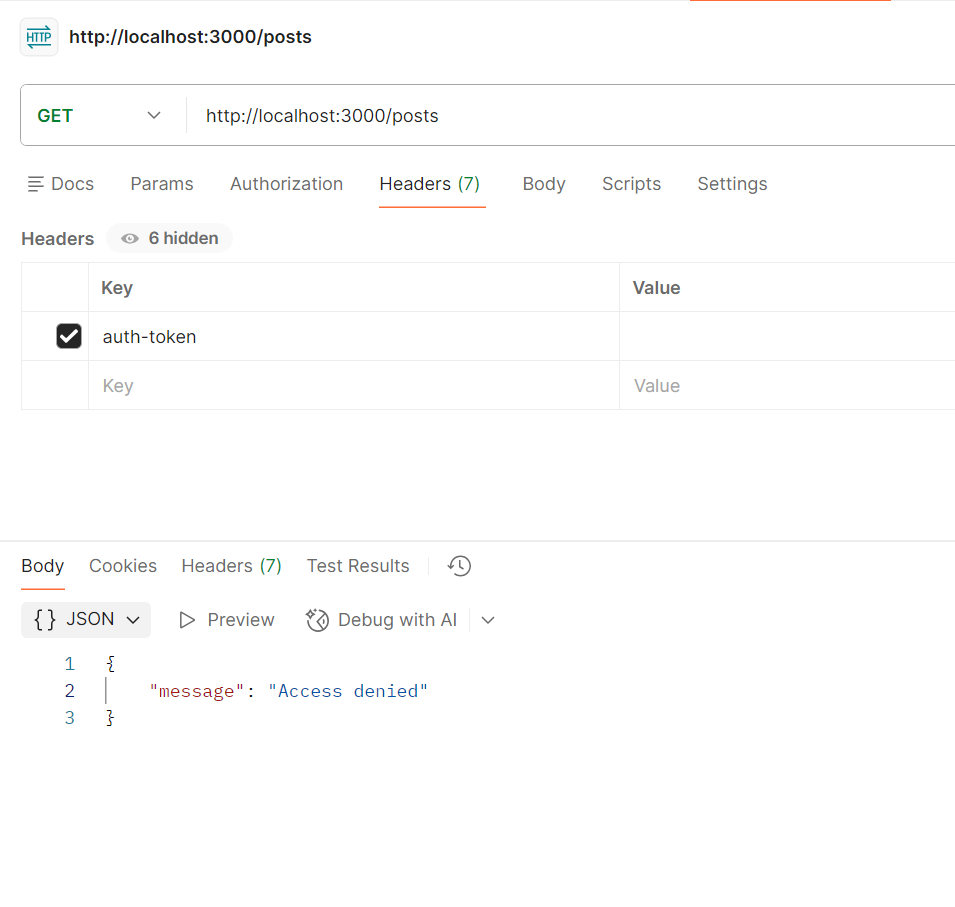 HTTP http://localhost:3000/posts
GET http://localhost:3000/posts
Docs Params Authorization Headers (7) Body Scripts Settings
Headers 6 hidden
Key Value
auth-token
Key Value
Body Cookies Headers (7) Test Results
{} JSON Preview Debug with AI
1 {
2 "message": "Access denied"
3 }